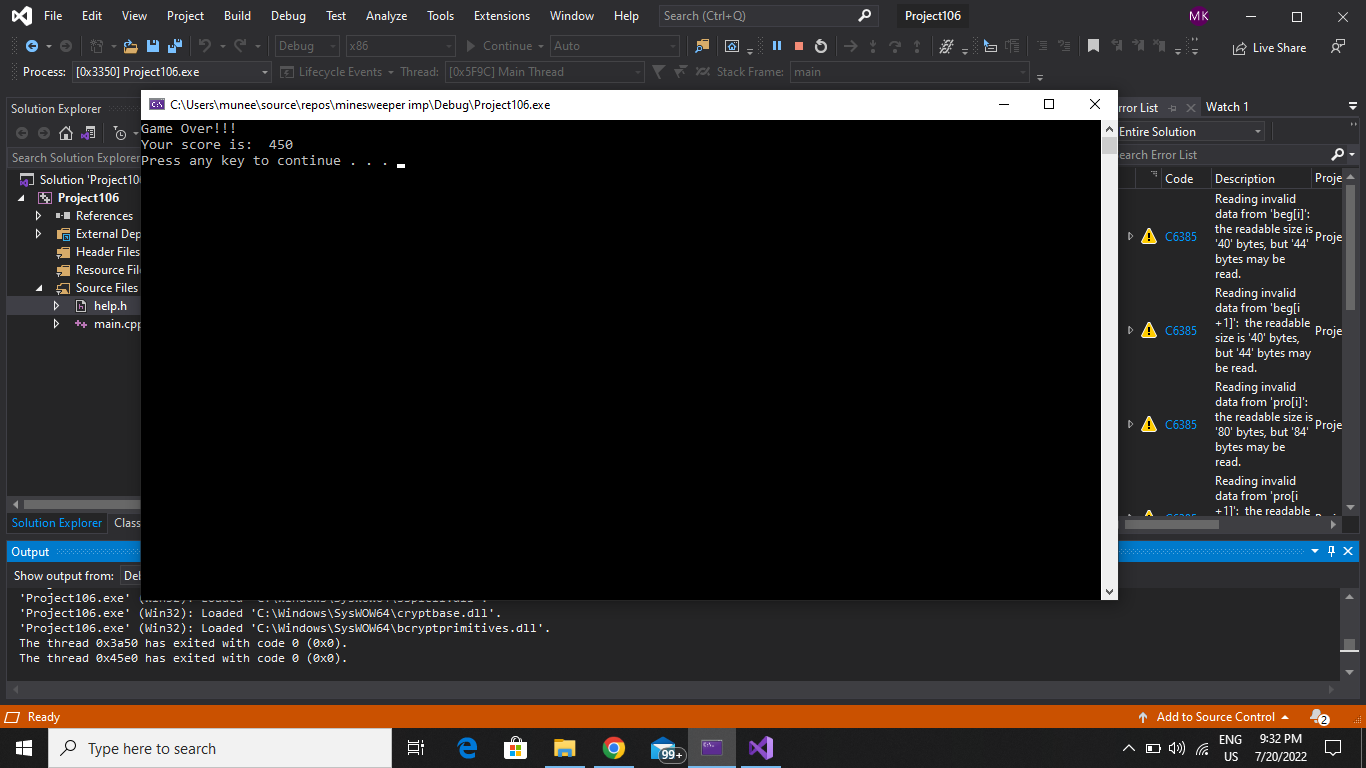 File Edit View Project Build Debug Test Analyze Tools Extensions Window Help Search (Ctrl+Q) Project106 MK
Debug x86 Continue Auto Live Share
Process: [0x3350] Project106.exe Lifecycle Events Thread: [0x5F9C] Main Thread Stack Frame: main
Solution Explorer
Search Solution Explorer
Solution 'Project10
Project106
References
External Dep
Header Files
Resource File
Source Files
help.h
main.cpp
Solution Explorer Class
C:\Users\munee\source\repos\minesweeper imp\Debug\Project106.exe
Game Over!!!
Your score is:  450
Press any key to continue . . .
rror List Watch 1
Entire Solution
earch Error List
Code Description Proje
C6385 Reading invalid
data from 'beg[i]':
the readable size is
'40' bytes, but '44' Proje
bytes may be
read.
C6385 Reading invalid
data from 'beg[i
+1]': the readable
size is '40' bytes, Proje
but '44' bytes may
be read.
C6385 Reading invalid
data from 'pro[i]':
the readable size is
'80' bytes, but '84' Proje
bytes may be
read.
Reading invalid
data from 'pro[i
+1]': the readable
Output
Show output from: Deb
'Project106.exe' (Win32): Loaded 'C:\Windows\SysWOW64\sspicli.dll'.
'Project106.exe' (Win32): Loaded 'C:\Windows\SysWOW64\cryptbase.dll'.
'Project106.exe' (Win32): Loaded 'C:\Windows\SysWOW64\bcryptprimitives.dll'.
The thread 0x3a50 has exited with code 0 (0x0).
The thread 0x45e0 has exited with code 0 (0x0).
Ready Add to Source Control 2
Type here to search 99+ ENG 9:32 PM
US 7/20/2022